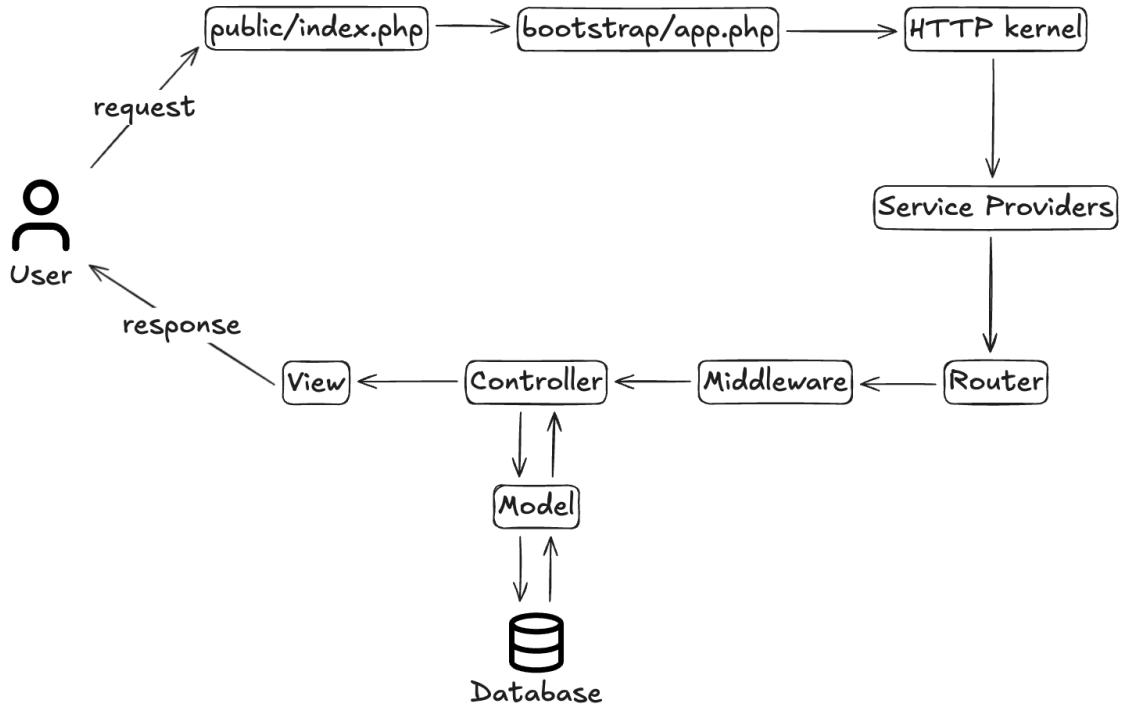 public/index.php
bootstrap/app.php
HTTP kernel
request
Service Providers
User
response
View
Controller
Middleware
Router
Model
Database